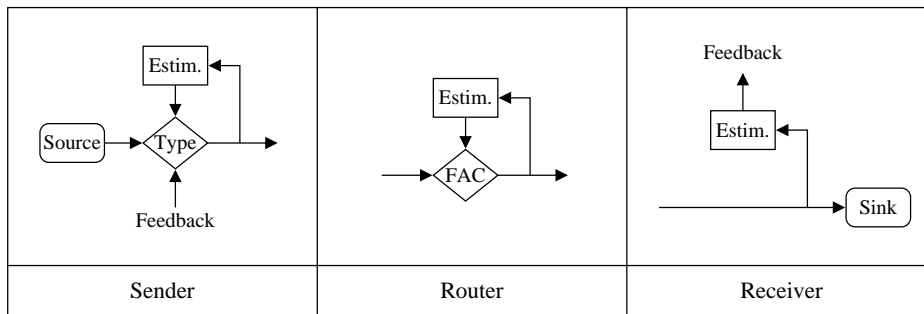 Estim.
Source
Type
Feedback
Sender
Estim.
FAC
Router
Feedback
Estim.
Sink
Receiver